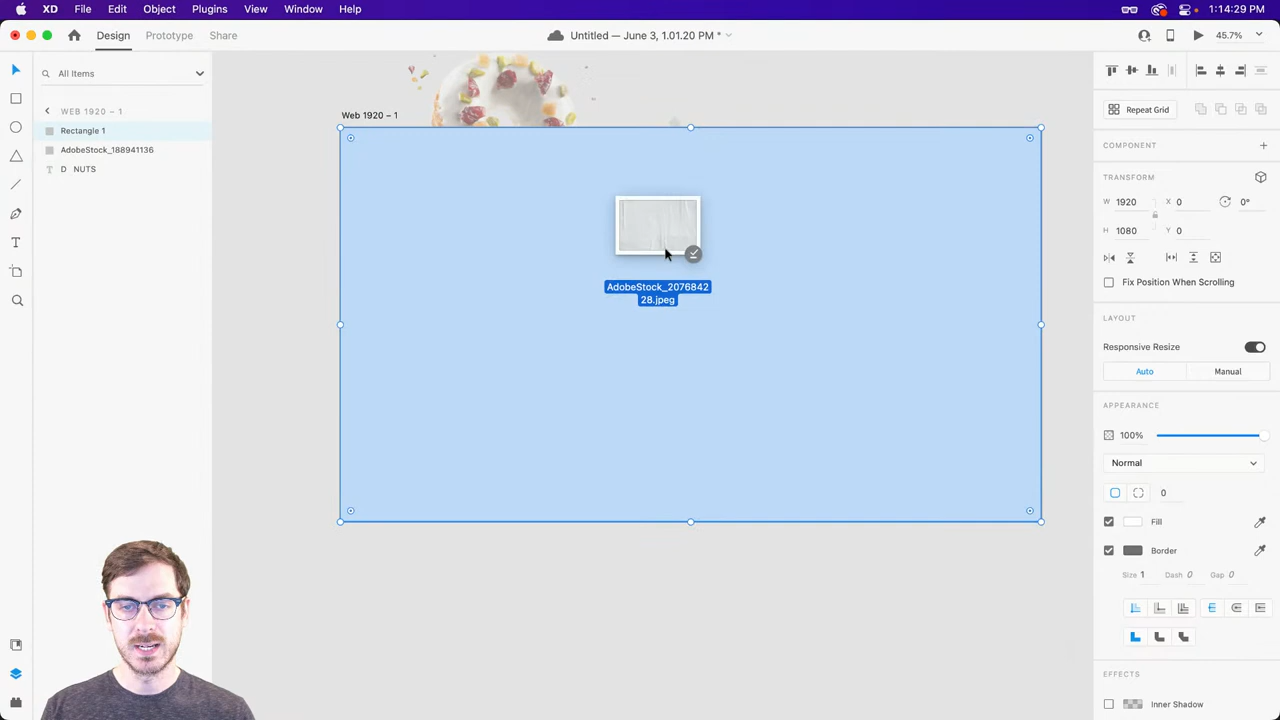 XD File Edit Object Plugins View Window Help 1:14:29 PM
Design Prototype Share Untitled — June 3, 1.01.20 PM * 45.7%
All Items
WEB 1920 – 1
Rectangle 1
AdobeStock_188941136
D NUTS
Web 1920 – 1
AdobeStock_2076842
28.jpeg
Repeat Grid
COMPONENT
TRANSFORM
W 1920 X 0 0°
H 1080 Y 0
Fix Position When Scrolling
LAYOUT
Responsive Resize
Auto Manual
APPEARANCE
100%
Normal
0
Fill
Border
Size 1 Dash 0 Gap 0
EFFECTS
Inner Shadow